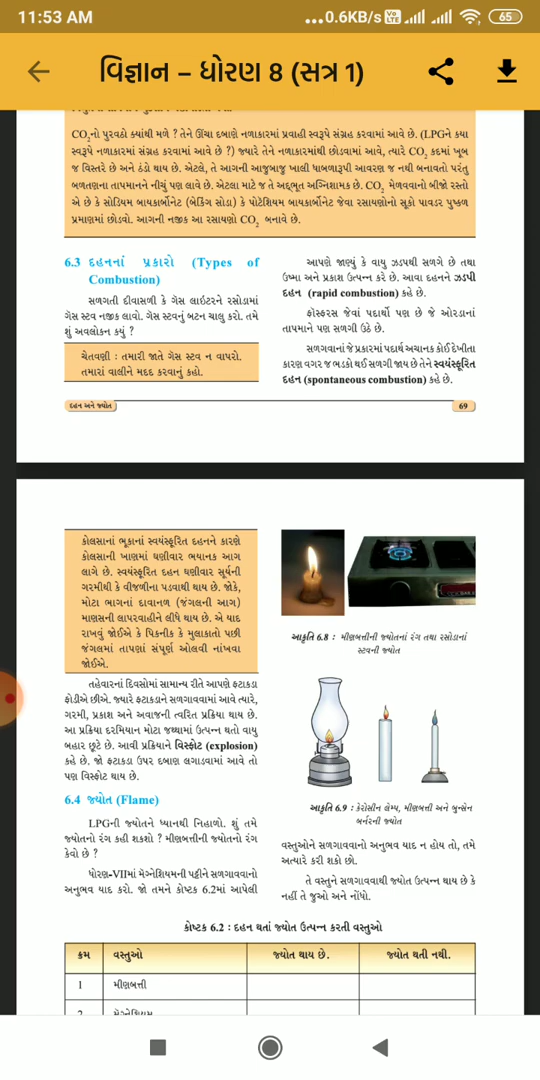 11:53 AM
...0.6KB/s
65
વિજ્ઞાન – ધોરણ 8 (સત્ર 1)
CO₂નો પુરવઠો ક્યાંથી મળે ? તેને ઊંચા દબાણે નળાકારમાં પ્રવાહી સ્વરૂપે સંગ્રહ કરવામાં આવે છે. (LPGને ક્યા
સ્વરૂપે નળાકારમાં સંગ્રહ કરવામાં આવે છે ?) જ્યારે તેને નળાકારમાંથી છોડવામાં આવે, ત્યારે CO₂ કદમાં ખૂબ
જ વિસ્તરે છે અને ઠંડો થાય છે. એટલે, તે આગની આજુબાજુ ખાલી ધાબળારૂપી આવરણ જ નથી બનાવતો પરંતુ
બળતણના તાપમાનને નીચું પણ લાવે છે. એટલા માટે જ તે અદ્ભૂત અગ્નિશામક છે. CO₂ મેળવવાનો બીજો રસ્તો
એ છે કે સોડિયમ બાયકાર્બોનેટ (બેકિંગ સોડા) કે પોટેશિયમ બાયકાર્બોનેટ જેવા રસાયણોનો સૂકો પાવડર પુષ્કળ
પ્રમાણમાં છોડવો. આગની નજીક આ રસાયણો CO₂ બનાવે છે.
6.3 દહનનાં પ્રકારો (Types of
Combustion)
સળગતી દીવાસળી કે ગેસ લાઇટરને રસોડામાં
ગેસ સ્ટવ નજીક લાવો. ગેસ સ્ટવનું બટન ચાલુ કરો. તમે
શું અવલોકન કર્યું ?
ચેતવણી : તમારી જાતે ગેસ સ્ટવ ન વાપરો.
તમારાં વાલીને મદદ કરવાનું કહો.
આપણે જાણ્યું કે વાયુ ઝડપથી સળગે છે તથા
ઉષ્મા અને પ્રકાશ ઉત્પન્ન કરે છે. આવા દહનને ઝડપી
દહન (rapid combustion) કહે છે.
ફૉસ્ફરસ જેવાં પદાર્થો પણ છે જે ઓરડાનાં
તાપમાને પણ સળગી ઉઠે છે.
સળગવાનાં જે પ્રકારમાં પદાર્થ અચાનક કોઈ દેખીતા
કારણ વગર જ ભડકો થઈ સળગી જાય છે તેને સ્વયંસ્ફૂરિત
દહન (spontaneous combustion) કહે છે.
દહન અને જ્યોત
69
કોલસાનાં ભૂકાનાં સ્વયંસ્ફૂરિત દહનને કારણે
કોલસાની ખાણમાં ઘણીવાર ભયાનક આગ
લાગે છે. સ્વયંસ્ફૂરિત દહન ઘણીવાર સૂર્યની
ગરમીથી કે વીજળીના પડવાથી થાય છે. જોકે,
મોટા ભાગનાં દાવાનળ (જંગલની આગ)
માણસની લાપરવાહીને લીધે થાય છે. એ યાદ
રાખવું જોઈએ કે પિકનીક કે મુલાકાતો પછી
જંગલમાં તાપણાં સંપૂર્ણ ઓલવી નાંખવા
જોઈએ.
તહેવારનાં દિવસોમાં સામાન્ય રીતે આપણે ફટાકડા
ફોડીએ છીએ. જ્યારે ફટાકડાને સળગાવવામાં આવે ત્યારે,
ગરમી, પ્રકાશ અને અવાજની ત્વરિત પ્રક્રિયા થાય છે.
આ પ્રક્રિયા દરમિયાન મોટા જથ્થામાં ઉત્પન્ન થતો વાયુ
બહાર છૂટે છે. આવી પ્રક્રિયાને વિસ્ફોટ (explosion)
કહે છે. જો ફટાકડા ઉપર દબાણ લગાડવામાં આવે તો
પણ વિસ્ફોટ થાય છે.
6.4 જ્યોત (Flame)
LPGની જ્યોતને ધ્યાનથી નિહાળો. શું તમે
જ્યોતનો રંગ કહી શકશો ? મીણબત્તીની જ્યોતનો રંગ
કેવો છે ?
ધોરણ-VIIમાં મૅગ્નેશિયમની પટ્ટીને સળગાવવાનો
અનુભવ યાદ કરો. જો તમને કોષ્ટક 6.2માં આપેલી
આકૃતિ 6.8 : મીણબત્તીની જ્યોતનાં રંગ તથા રસોડાનાં
સ્ટવની જ્યોત
આકૃતિ 6.9 : કેરોસીન લૅમ્પ, મીણબત્તી અને બુન્સેન
બર્નરની જ્યોત
વસ્તુઓને સળગાવવાનો અનુભવ યાદ ન હોય તો, તમે
અત્યારે કરી શકો છો.
તે વસ્તુને સળગાવવાથી જ્યોત ઉત્પન્ન થાય છે કે
નહીં તે જુઓ અને નોંધો.
કોષ્ટક 6.2 : દહન થતાં જ્યોત ઉત્પન્ન કરતી વસ્તુઓ
ક્રમ વસ્તુઓ જ્યોત થાય છે. જ્યોત થતી નથી.
1 મીણબત્તી
2 મૅગ્નેશિયમ